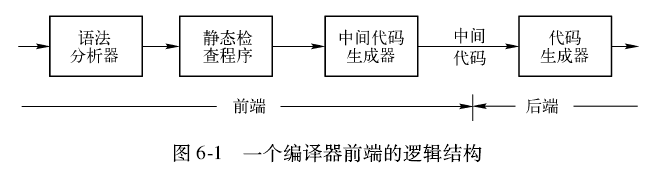 语法
分析器
静态检
查程序
中间代码
生成器
中间
代码
代码
生成器
前端
后端
图 6-1 一个编译器前端的逻辑结构